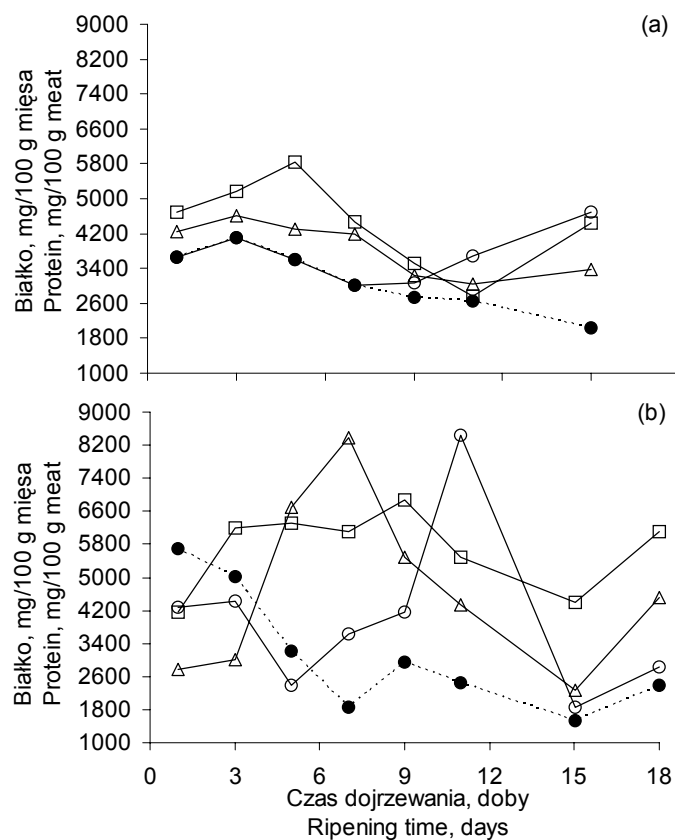 (a)
9000
8200
7400
6600
5800
5000
4200
3400
2600
1800
1000
Białko, mg/100 g mięsa
Protein, mg/100 g meat
(b)
9000
8200
7400
6600
5800
5000
4200
3400
2600
1800
1000
Białko, mg/100 g mięsa
Protein, mg/100 g meat
0 3 6 9 12 15 18
Czas dojrzewania, doby
Ripening time, days